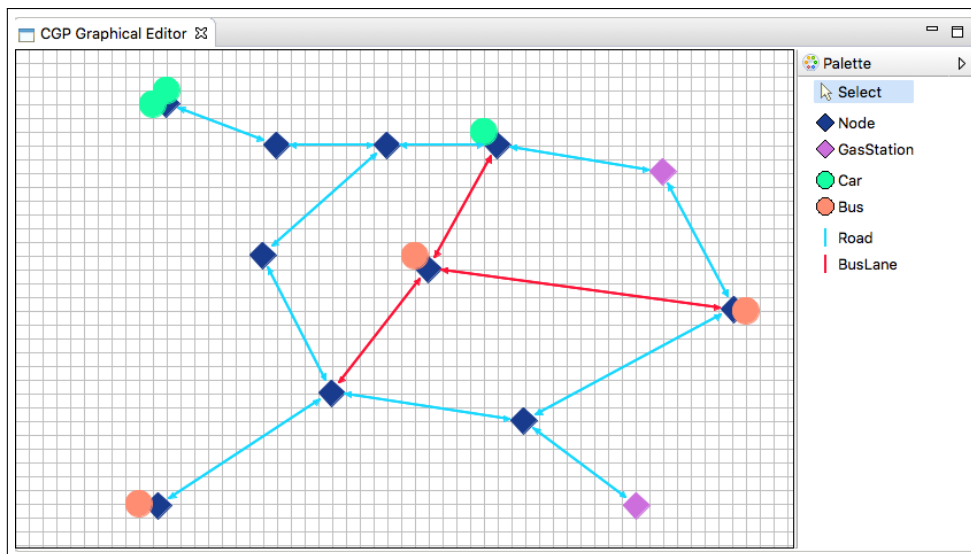 CGP Graphical Editor
Palette
Select
Node
GasStation
Car
Bus
Road
BusLane